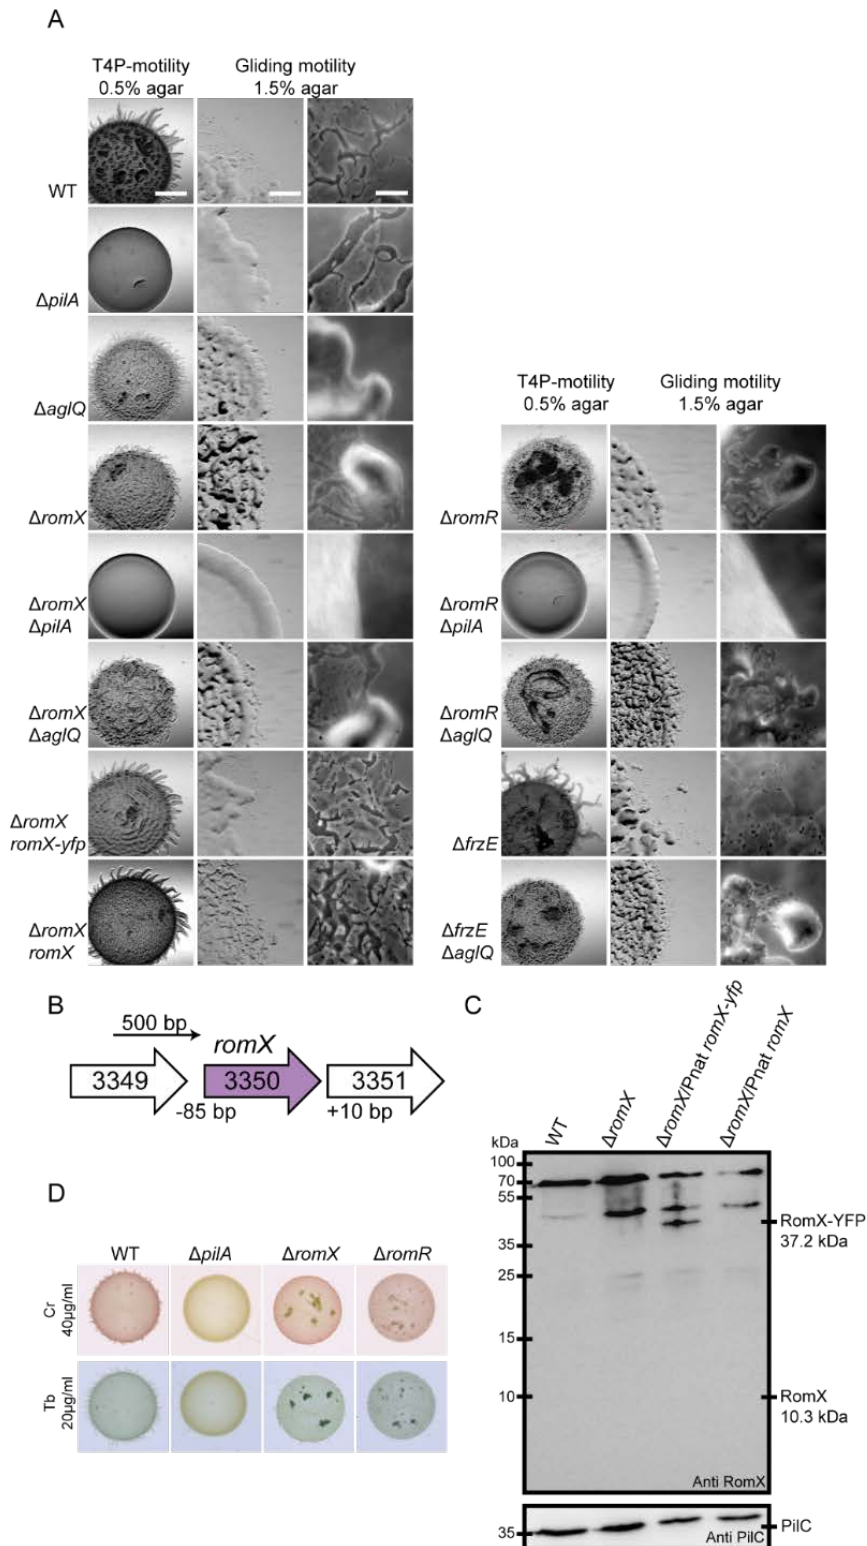 A
T4P-motility
0.5% agar
Gliding motility
1.5% agar
WT
ΔpilA
ΔaglQ
ΔromX
ΔromX
ΔpilA
ΔromX
ΔaglQ
ΔromX
romX-yfp
ΔromX
romX
T4P-motility
0.5% agar
Gliding motility
1.5% agar
ΔromR
ΔromR
ΔpilA
ΔromR
ΔaglQ
ΔfrzE
ΔfrzE
ΔaglQ
B
500 bp
romX
3349
3350
3351
-85 bp
+10 bp
C
WT
ΔromX
ΔromX/Pnat romX-yfp
ΔromX/Pnat romX
kDa
100
70
55
35
25
15
10
RomX-YFP
37.2 kDa
RomX
10.3 kDa
Anti RomX
35
PilC
Anti PilC
D
WT
ΔpilA
ΔromX
ΔromR
Cr
40µg/ml
Tb
20µg/ml